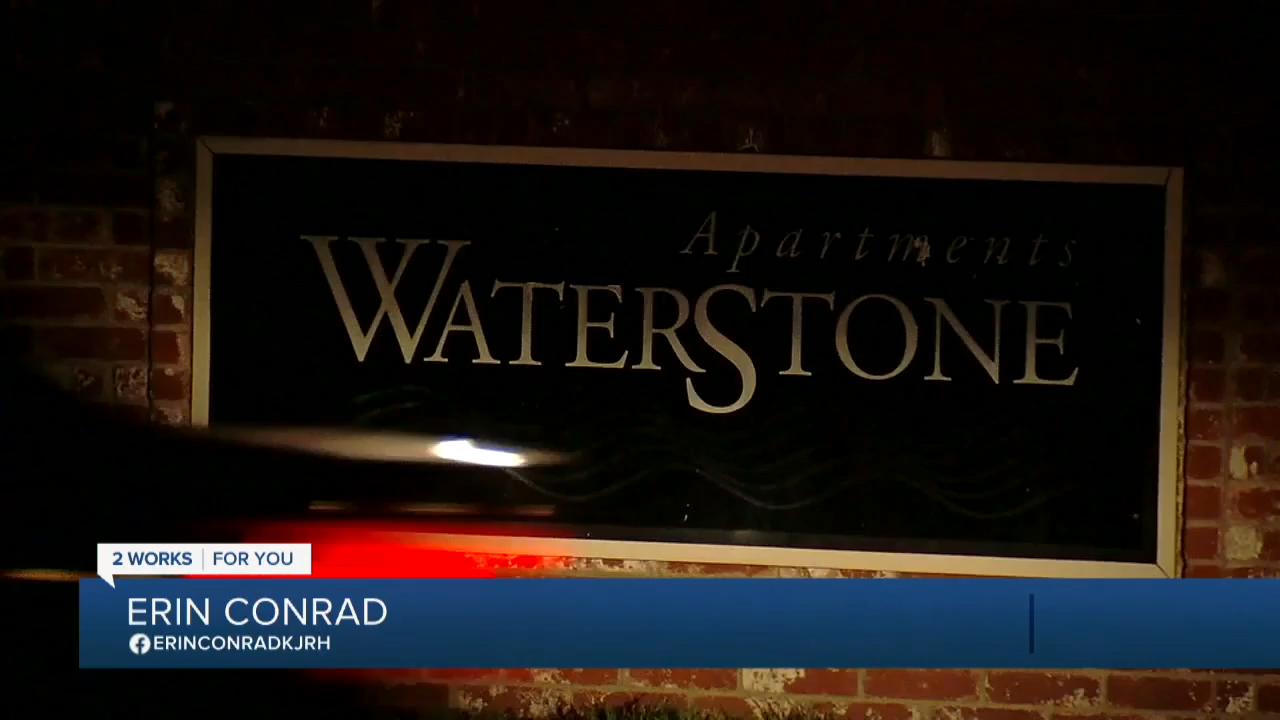 Apartments
WATERSTONE
2 WORKS FOR YOU
ERIN CONRAD
ERINCONRADKJRH